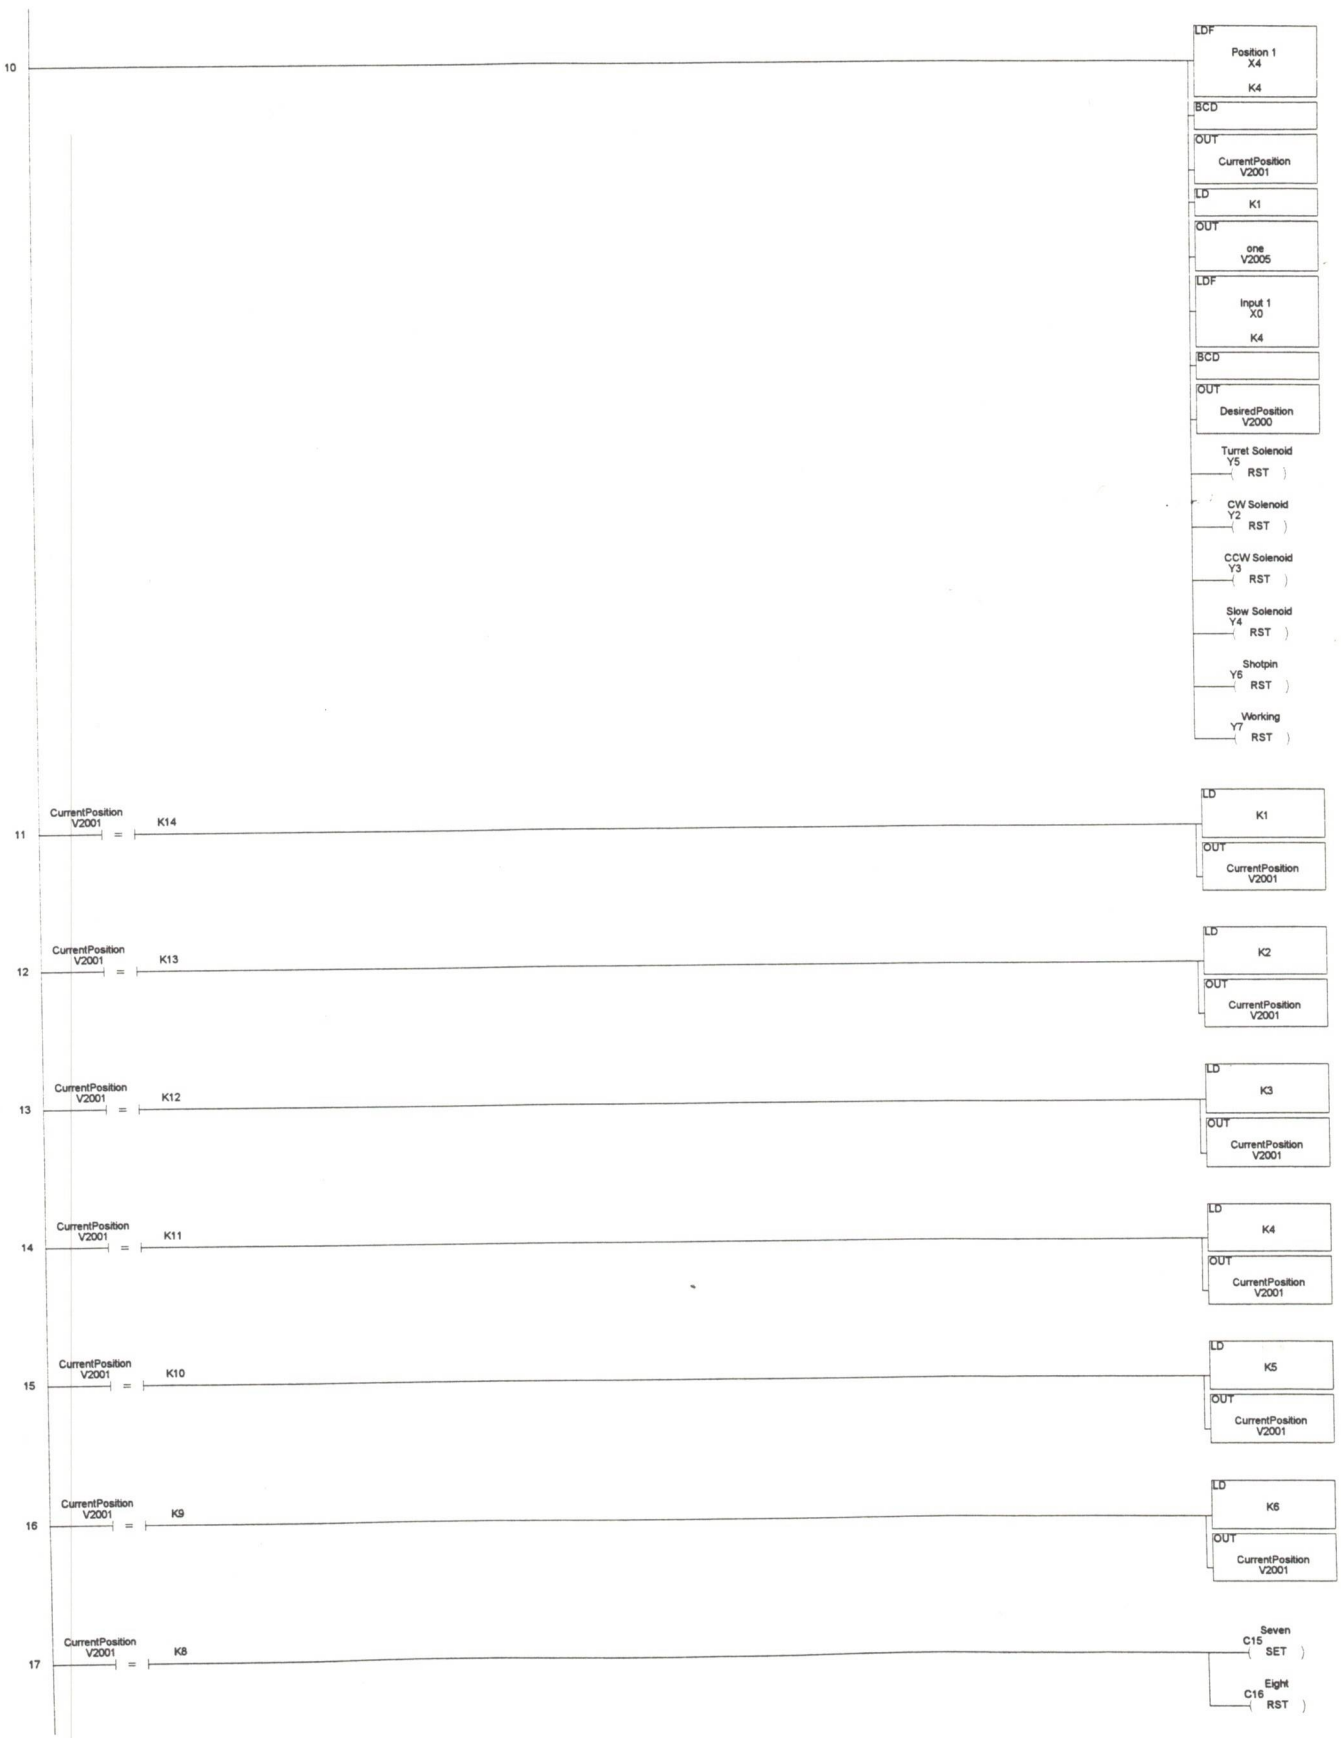 10
LDF
Position 1
X4
K4
BCD
OUT
CurrentPosition
V2001
LD
K1
OUT
one
V2005
LDF
Input 1
X0
K4
BCD
OUT
DesiredPosition
V2000
Turret Solenoid
Y5
RST
CW Solenoid
Y2
RST
CCW Solenoid
Y3
RST
Slow Solenoid
Y4
RST
Shotpin
Y6
RST
Working
Y7
RST
11
CurrentPosition
V2001 = K14
LD
K1
OUT
CurrentPosition
V2001
12
CurrentPosition
V2001 = K13
LD
K2
OUT
CurrentPosition
V2001
13
CurrentPosition
V2001 = K12
LD
K3
OUT
CurrentPosition
V2001
14
CurrentPosition
V2001 = K11
LD
K4
OUT
CurrentPosition
V2001
15
CurrentPosition
V2001 = K10
LD
K5
OUT
CurrentPosition
V2001
16
CurrentPosition
V2001 = K9
LD
K6
OUT
CurrentPosition
V2001
17
CurrentPosition
V2001 = K8
Seven
C15
SET
Eight
C16
RST